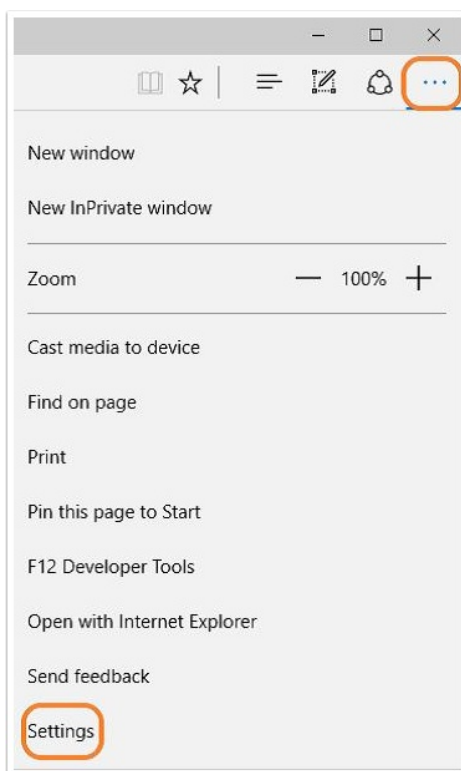 New window
New InPrivate window
Zoom 100%
Cast media to device
Find on page
Print
Pin this page to Start
F12 Developer Tools
Open with Internet Explorer
Send feedback
Settings